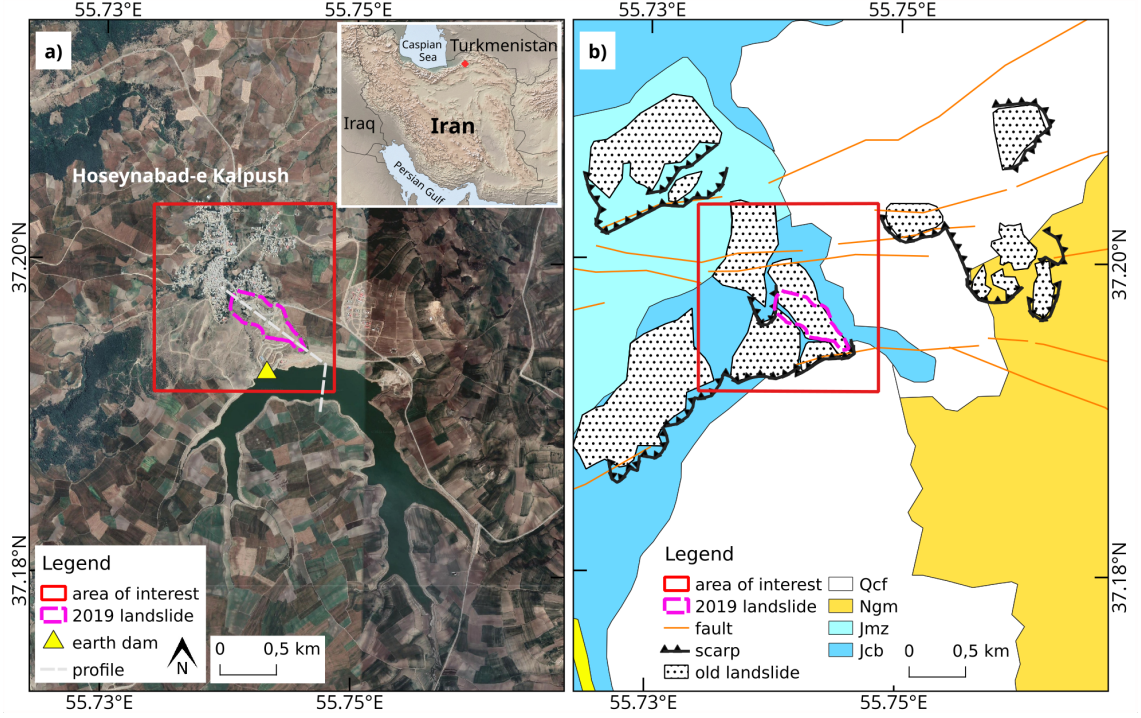 55.73°E
55.75°E
55.73°E
55.75°E
a)
Caspian
Sea
Turkmenistan
Iraq
Iran
Persian Gulf
Hoseynabad-e Kalpush
37.20°N
37.18°N
Legend
area of interest
2019 landslide
earth dam
profile
N
0 0,5 km
55.73°E
55.75°E
b)
37.20°N
37.18°N
Legend
area of interest
2019 landslide
fault
scarp
old landslide
Qcf
Ngm
Jmz
Jcb
0 0,5 km
55.73°E
55.75°E